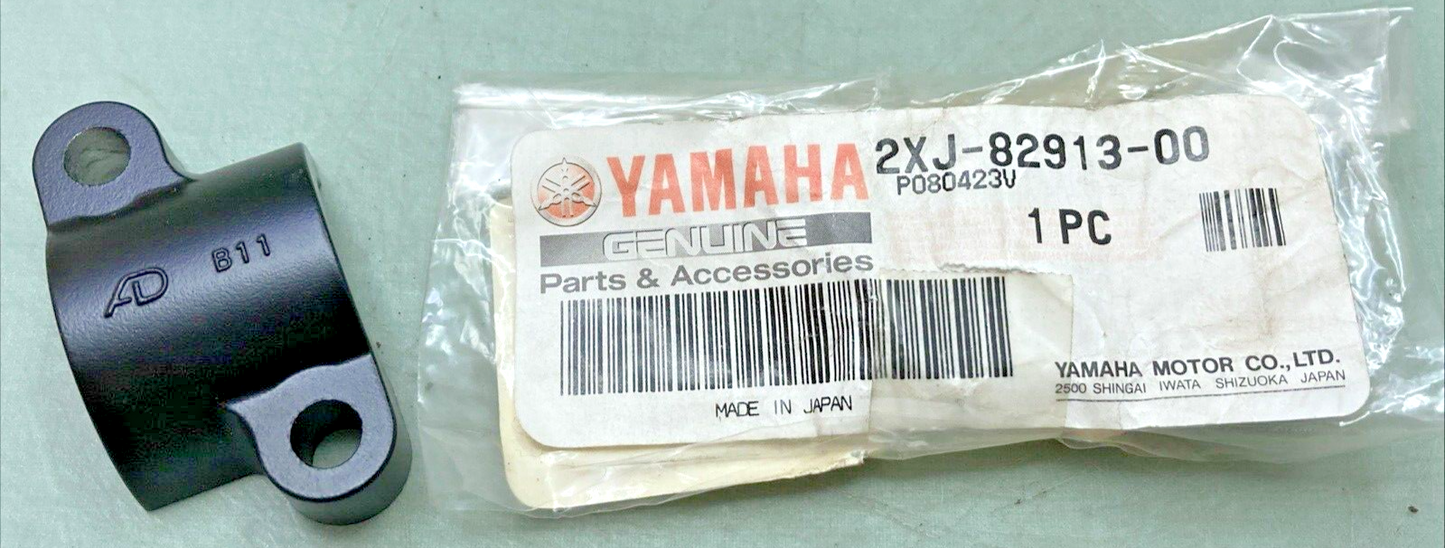 AD B11
YAMAHA
GENUINE
Parts & Accessories
2XJ-82913-00
P080423V
1 PC
MADE IN JAPAN
YAMAHA MOTOR CO.,LTD.
2500 SHINGAI IWATA SHIZUOKA JAPAN